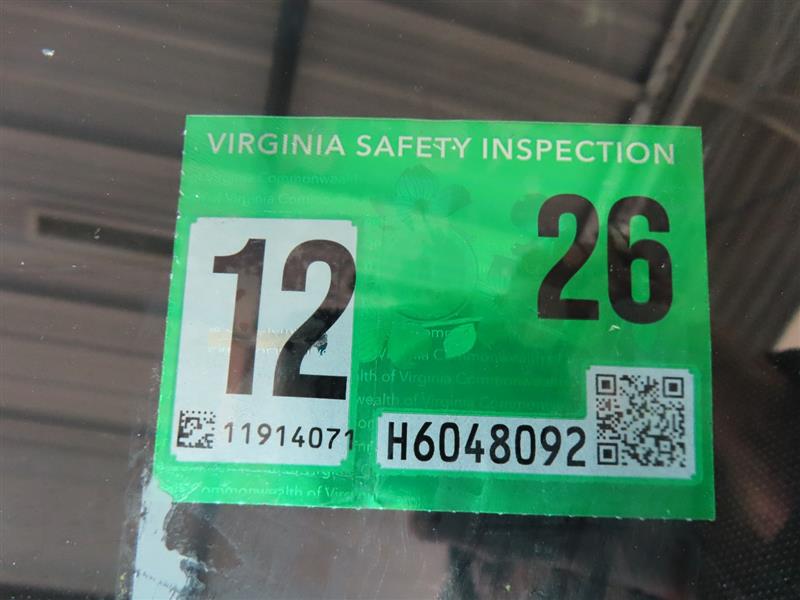 VIRGINIA SAFETY INSPECTION
12
26
11914071
H6048092